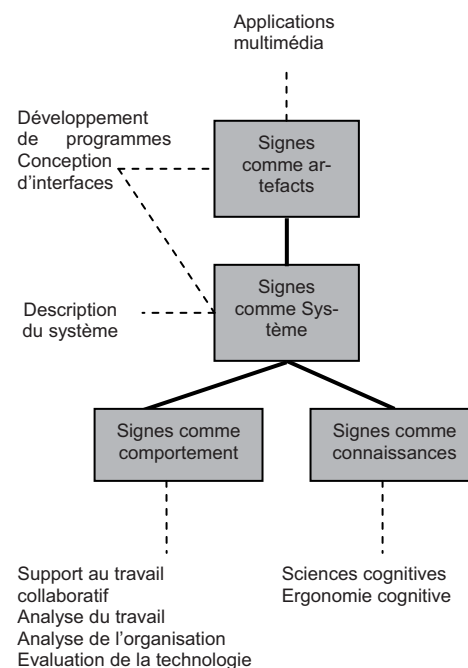 Applications
multimédia
Développement
de programmes
Conception
d'interfaces
Signes
comme ar-
tefacts
Signes
comme Sys-
tème
Description
du système
Signes comme
comportement
Signes comme
connaissances
Support au travail
collaboratif
Analyse du travail
Analyse de l'organisation
Evaluation de la technologie
Sciences cognitives
Ergonomie cognitive